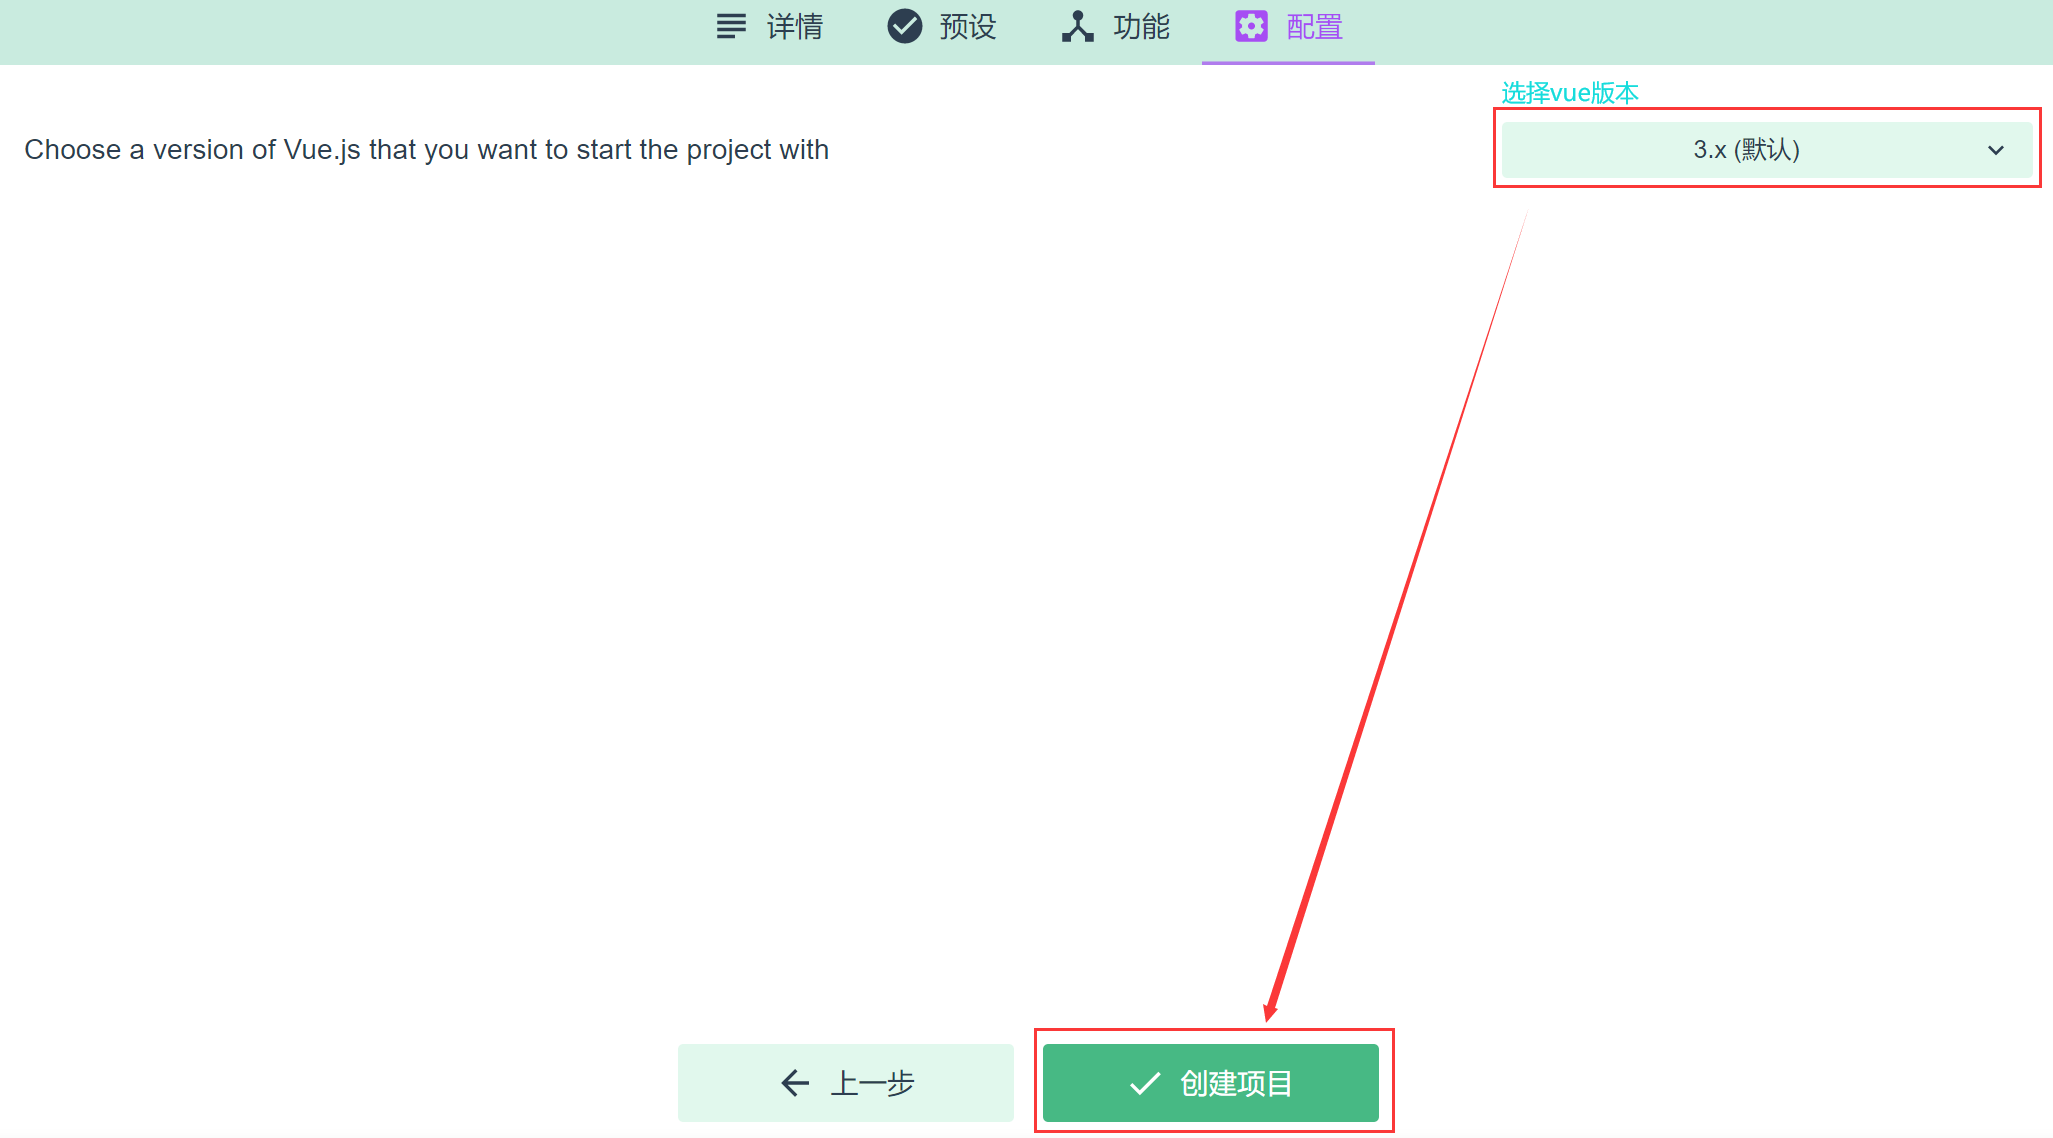 详情 预设 功能 配置
选择vue版本
Choose a version of Vue.js that you want to start the project with
3.x (默认)
上一步 创建项目